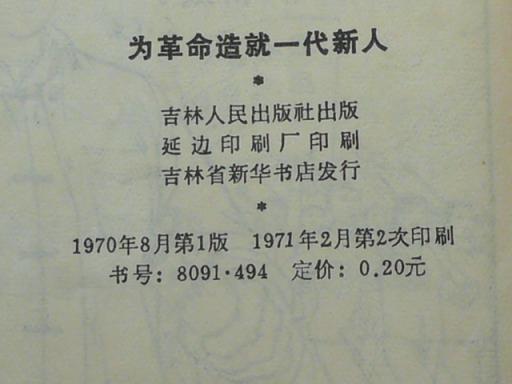 为革命造就一代新人
*
吉林人民出版社出版
延边印刷厂印刷
吉林省新华书店发行
*
1970年8月第1版 1971年2月第2次印刷
书号：8091·494 定价：0.20元